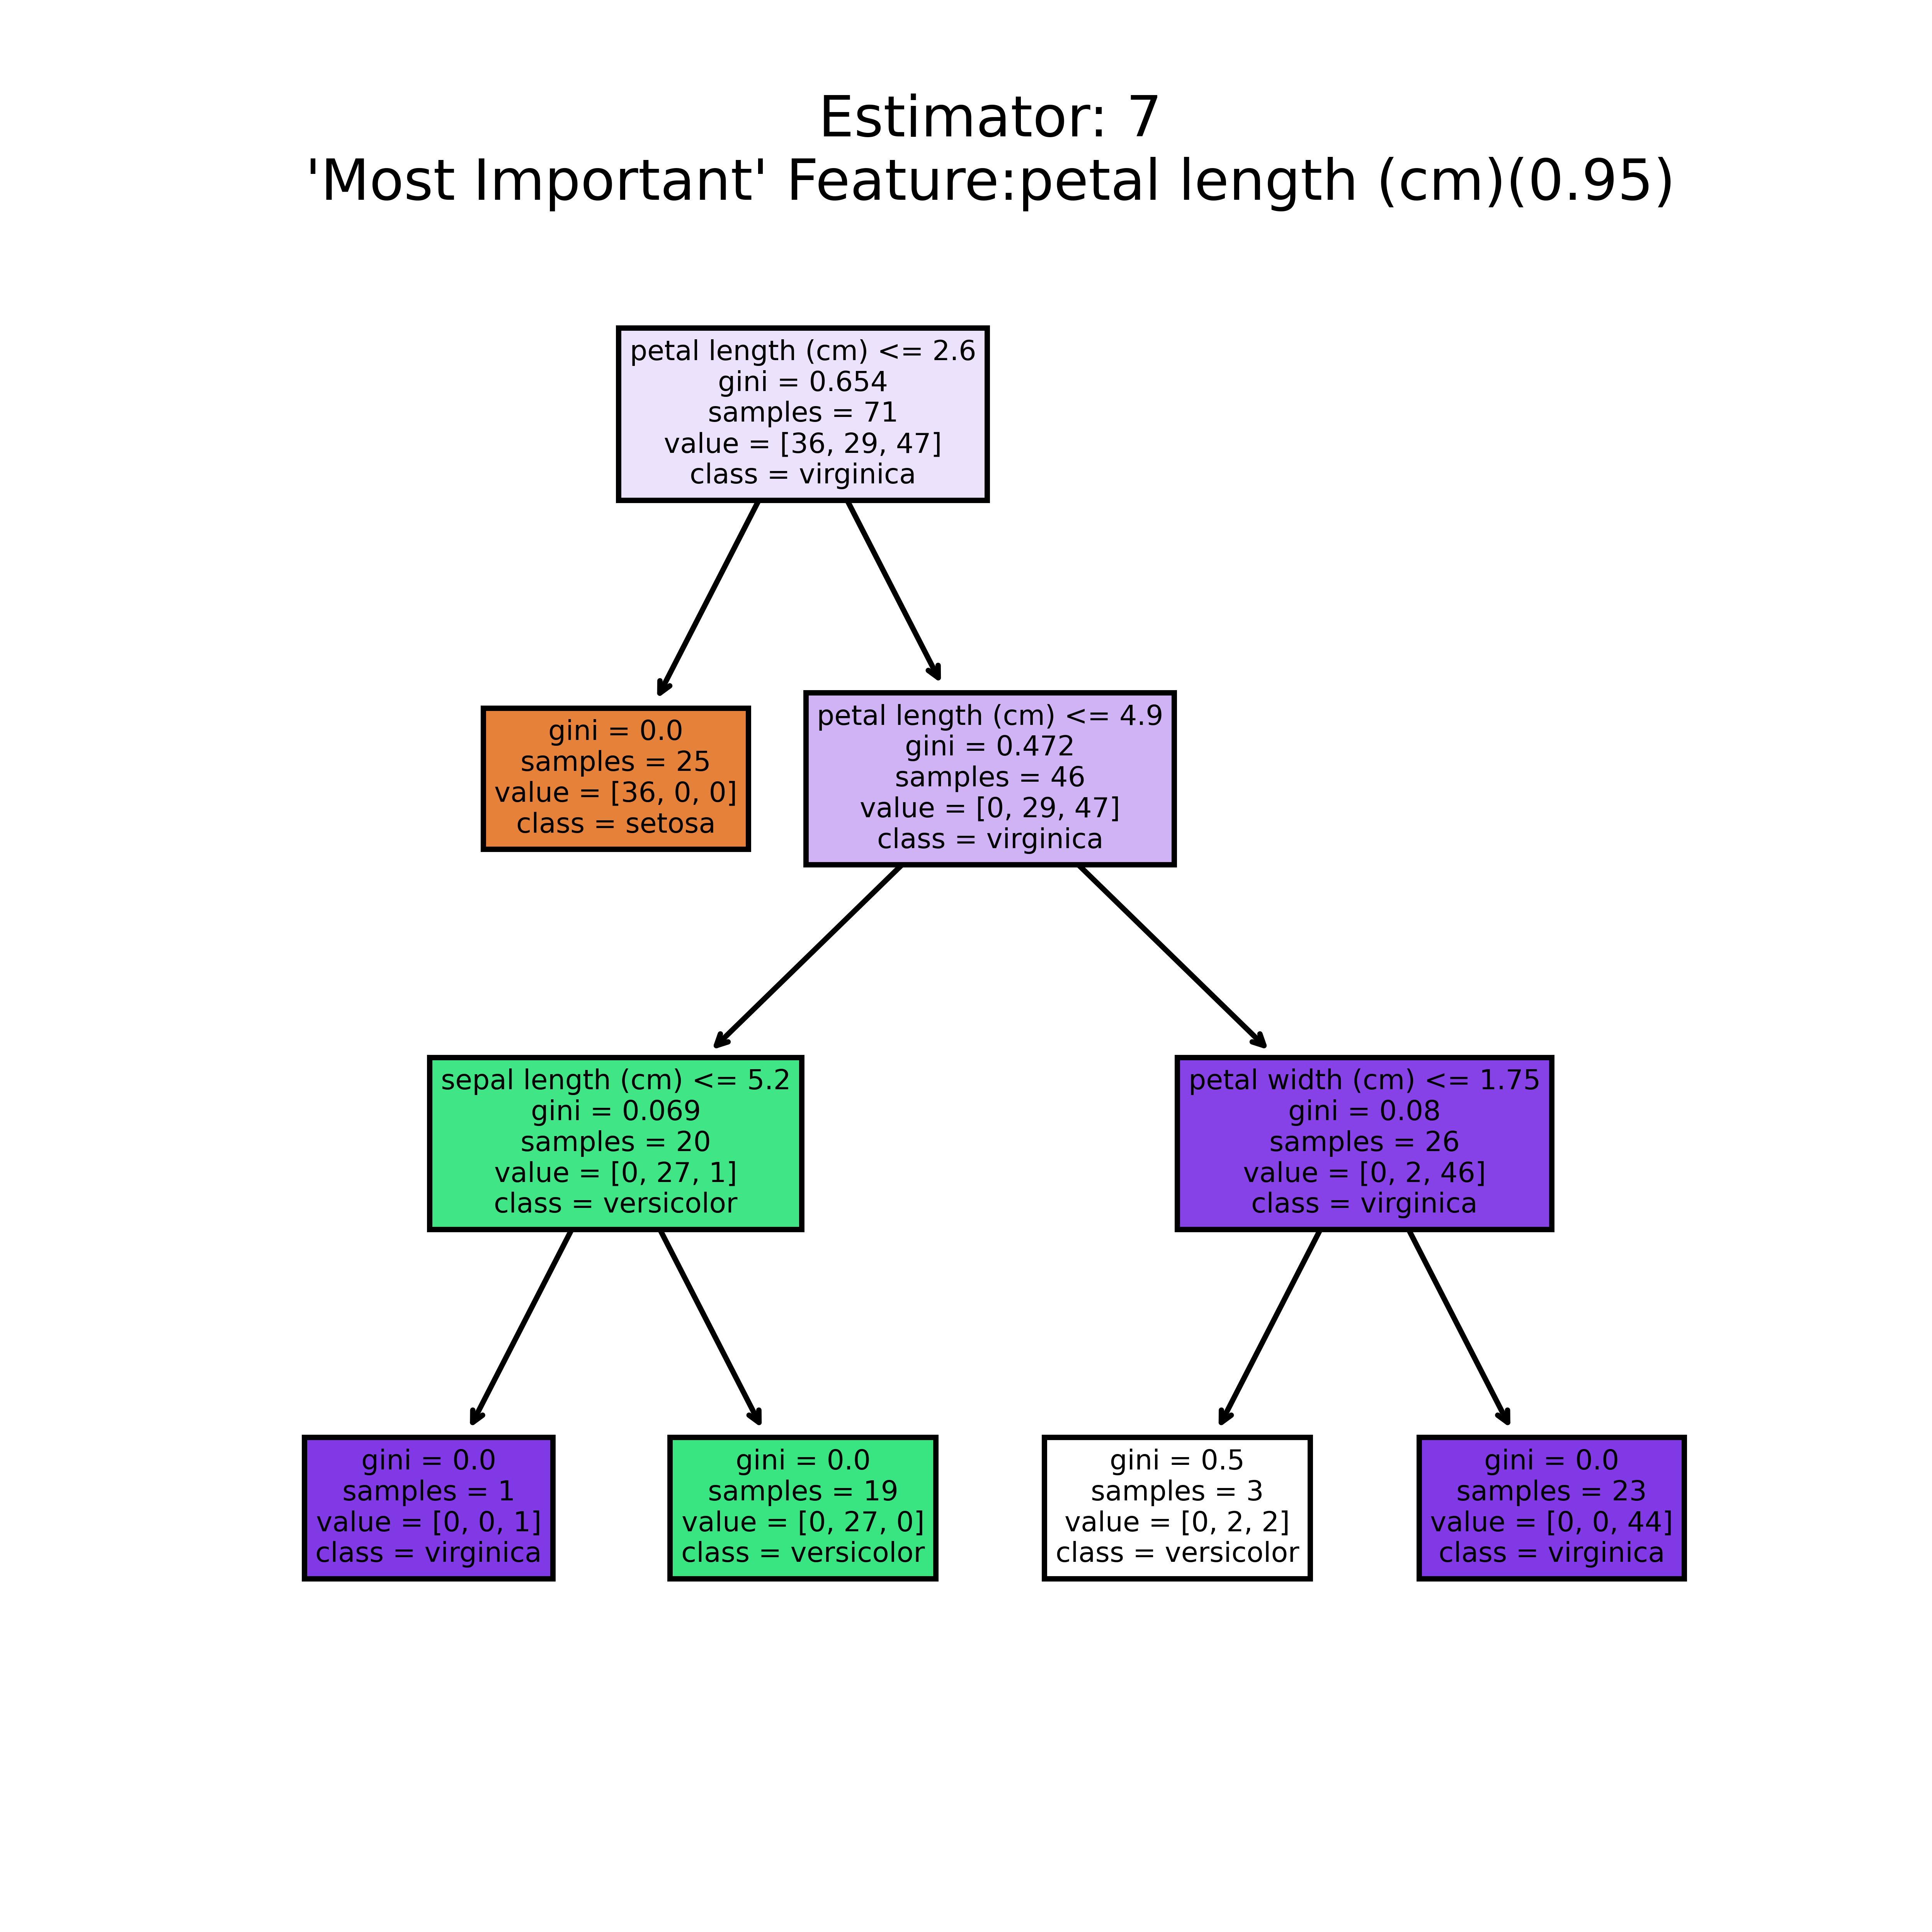 Estimator: 7
'Most Important' Feature:petal length (cm)(0.95)
petal length (cm) <= 2.6
gini = 0.654
samples = 71
value = [36, 29, 47]
class = virginica
gini = 0.0
samples = 25
value = [36, 0, 0]
class = setosa
petal length (cm) <= 4.9
gini = 0.472
samples = 46
value = [0, 29, 47]
class = virginica
sepal length (cm) <= 5.2
gini = 0.069
samples = 20
value = [0, 27, 1]
class = versicolor
petal width (cm) <= 1.75
gini = 0.08
samples = 26
value = [0, 2, 46]
class = virginica
gini = 0.0
samples = 1
value = [0, 0, 1]
class = virginica
gini = 0.0
samples = 19
value = [0, 27, 0]
class = versicolor
gini = 0.5
samples = 3
value = [0, 2, 2]
class = versicolor
gini = 0.0
samples = 23
value = [0, 0, 44]
class = virginica